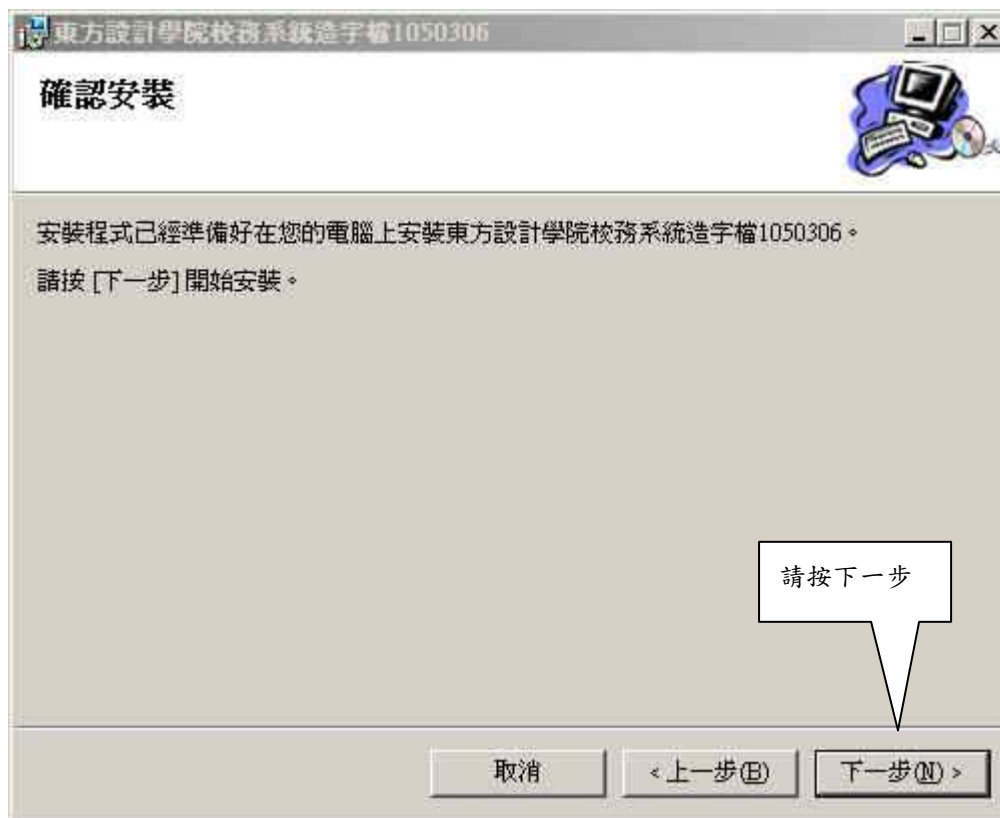 東方設計學院校務系統造字檔1050306
確認安裝
安裝程式已經準備好在您的電腦上安裝東方設計學院校務系統造字檔1050306。
請按 [下一步] 開始安裝。
請按下一步
取消
<上一步(B)
下一步(N) >